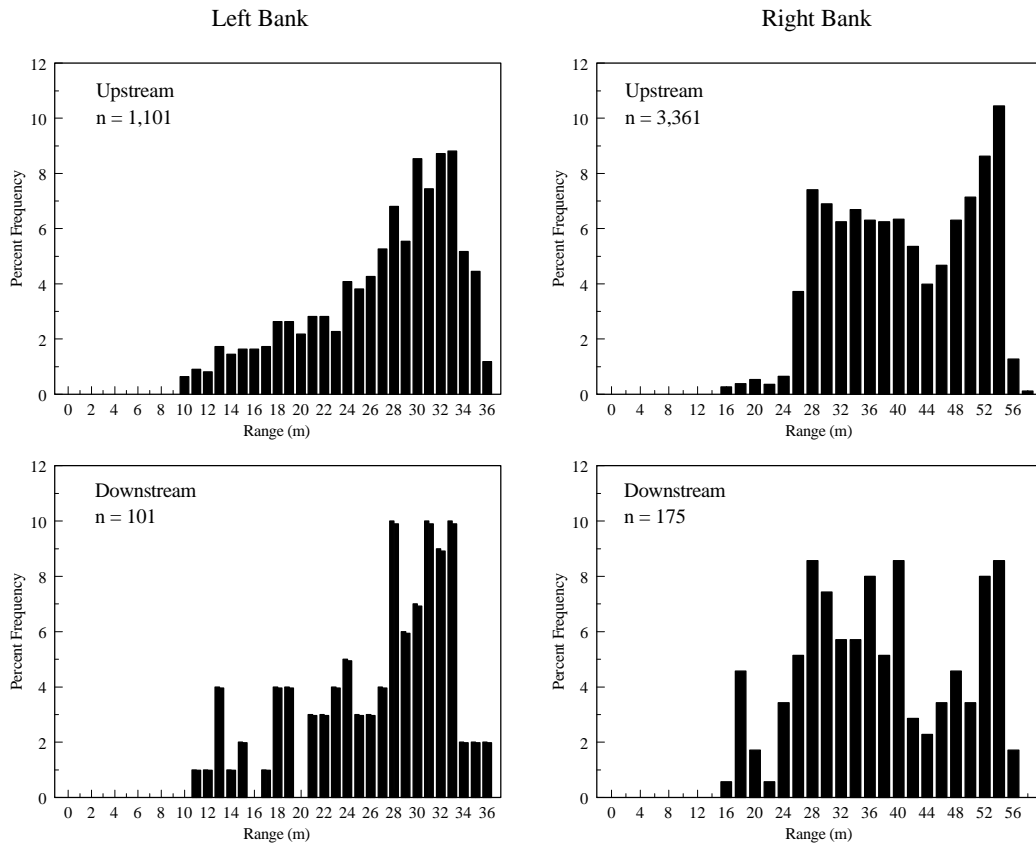 Left Bank
Right Bank
Upstream
n = 1,101
Percent Frequency
12
10
8
6
4
2
0
0 2 4 6 8 10 12 14 16 18 20 22 24 26 28 30 32 34 36
Range (m)
Upstream
n = 3,361
Percent Frequency
12
10
8
6
4
2
0
0 4 8 12 16 20 24 28 32 36 40 44 48 52 56
Range (m)
Downstream
n = 101
Percent Frequency
12
10
8
6
4
2
0
0 2 4 6 8 10 12 14 16 18 20 22 24 26 28 30 32 34 36
Range (m)
Downstream
n = 175
Percent Frequency
12
10
8
6
4
2
0
0 4 8 12 16 20 24 28 32 36 40 44 48 52 56
Range (m)